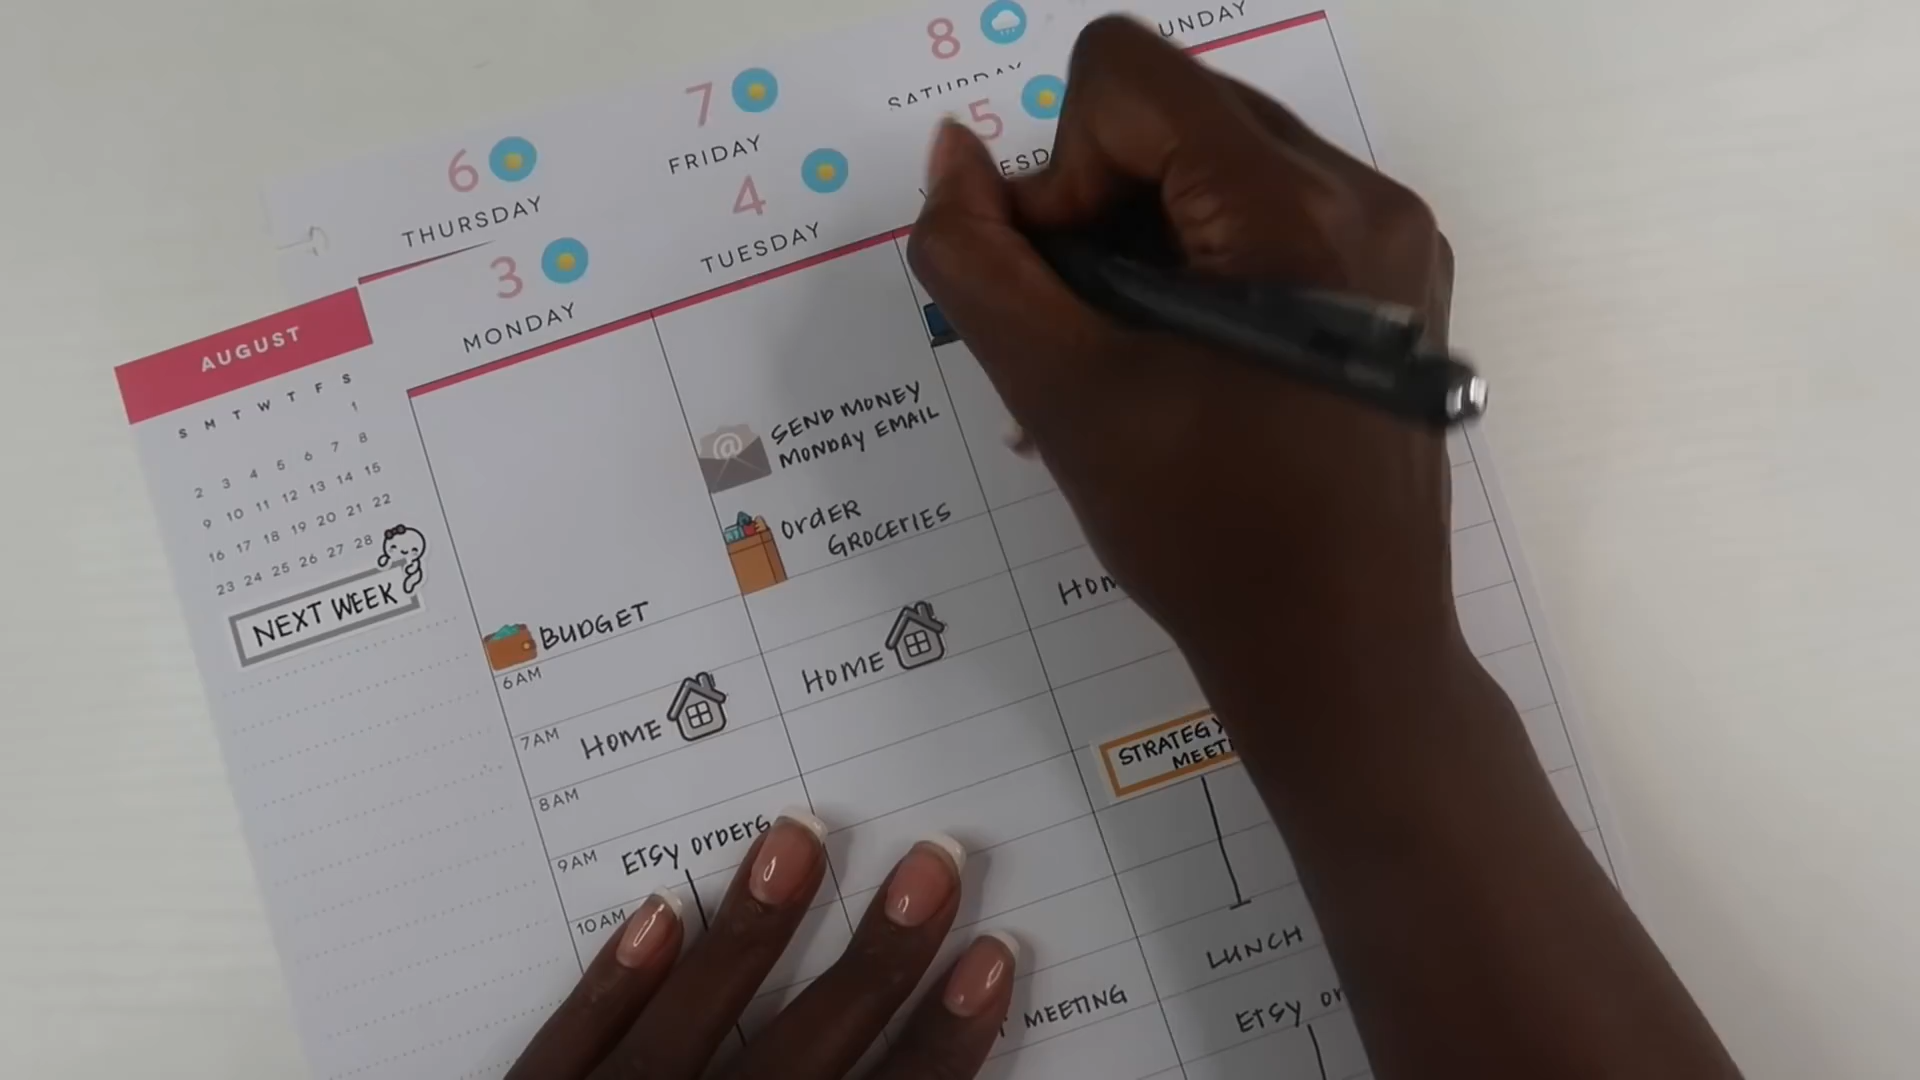 8
UNDAY
SATURDAY
7
5
FRIDAY
6
4
THURSDAY
TUESDAY
3
MONDAY
AUGUST
S M T W T F S
1
2 3 4 5 6 7 8
9 10 11 12 13 14 15
16 17 18 19 20 21 22
23 24 25 26 27 28
NEXT WEEK
SEND MONEY
MONDAY EMAIL
@
OrdER
GROCERIES
BUDGET
6AM
HOME
HOME
7AM
8AM
STRATEGY
ETSY OrdErS
9AM
10AM
LUNCH
MEETING
ETSY